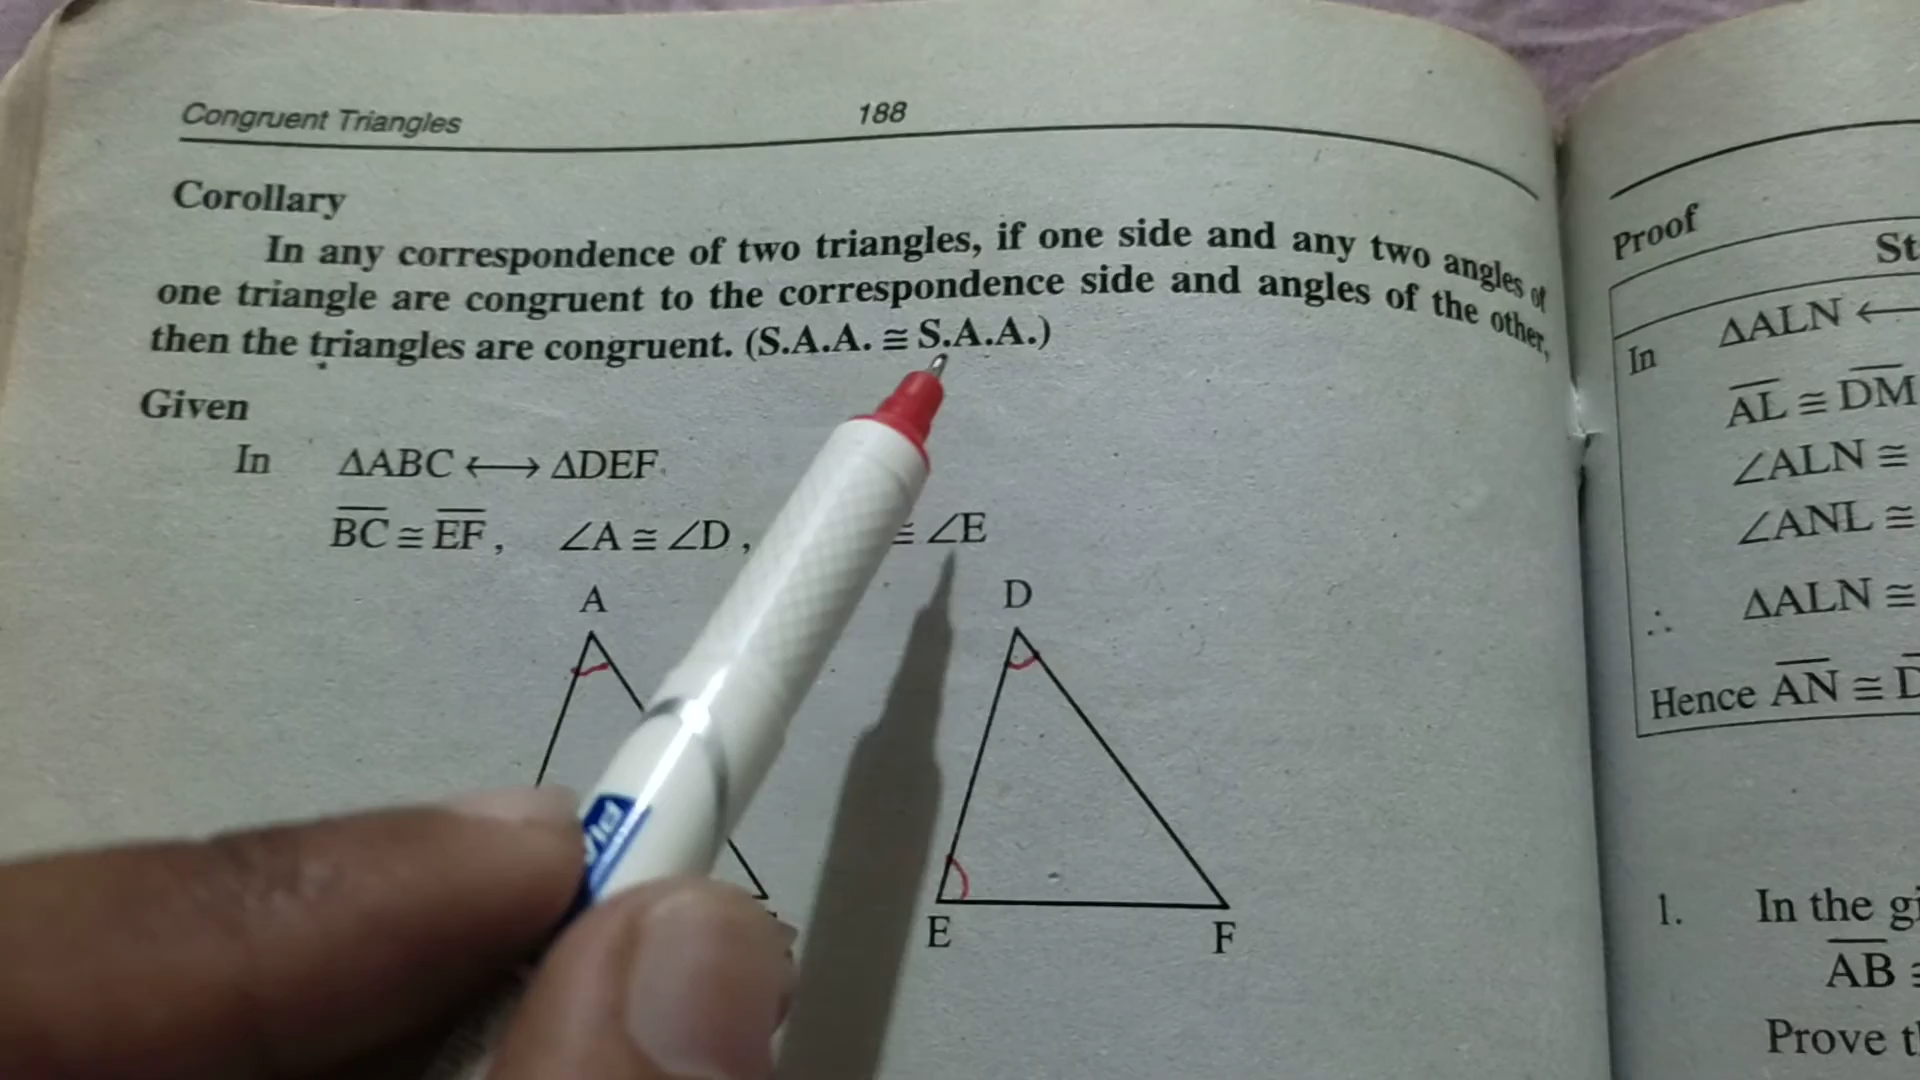 Congruent Triangles 188
Corollary
In any correspondence of two triangles, if one side and any two angles of
one triangle are congruent to the correspondence side and angles of the other,
then the triangles are congruent. (S.A.A. ≅ S.A.A.)
Given
In ΔABC ⟷ ΔDEF
BC ≅ EF, ∠A ≅ ∠D, ≅ ∠E
A
D
E
F
Proof
St
In ΔALN ⟵
AL ≅ DM
∠ALN ≅
∠ANL ≅
∴ ΔALN ≅
Hence AN ≅ D
1. In the gi
AB ≅
Prove th